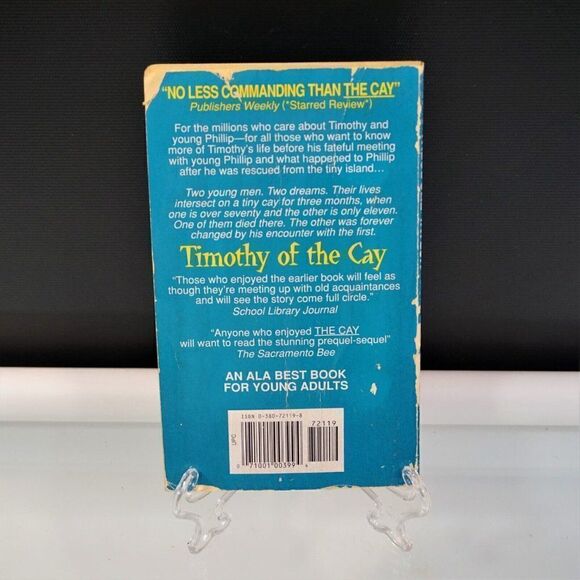 "NO LESS COMMANDING THAN THE CAY"
Publishers Weekly (*Starred Review*)
For the millions who care about Timothy and
young Phillip—for all those who want to know
more of Timothy's life before his fateful meeting
with young Phillip and what happened to Phillip
after he was rescued from the tiny island...
Two young men. Two dreams. Their lives
intersect on a tiny cay for three months, when
one is over seventy and the other is only eleven.
One of them died there. The other was forever
changed by his encounter with the first.
Timothy of the Cay
"Those who enjoyed the earlier book will feel as
though they're meeting up with old acquaintances
and will see the story come full circle."
School Library Journal
"Anyone who enjoyed THE CAY
will want to read the stunning prequel-sequel"
The Sacramento Bee
AN ALA BEST BOOK
FOR YOUNG ADULTS
ISBN 0-380-72119-8
72119
UPC
0 71001 00399